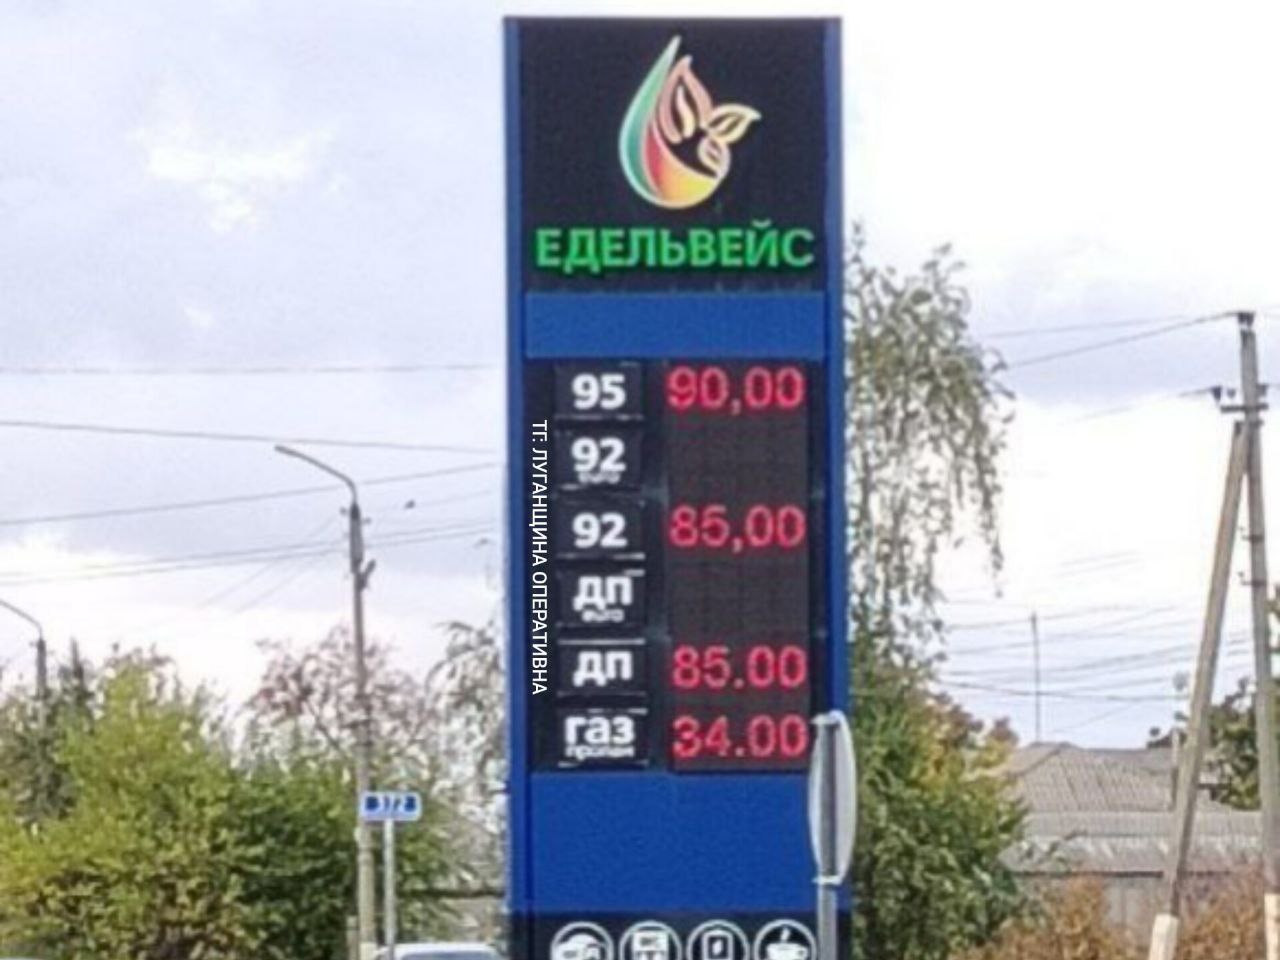 ЕДЕЛЬВЕЙС
95 90,00
92
92 85,00
ДП
ДП 85.00
газ 34.00
пропан
ТГ: ЛУГАНЩИНА ОПЕРАТИВНА
372